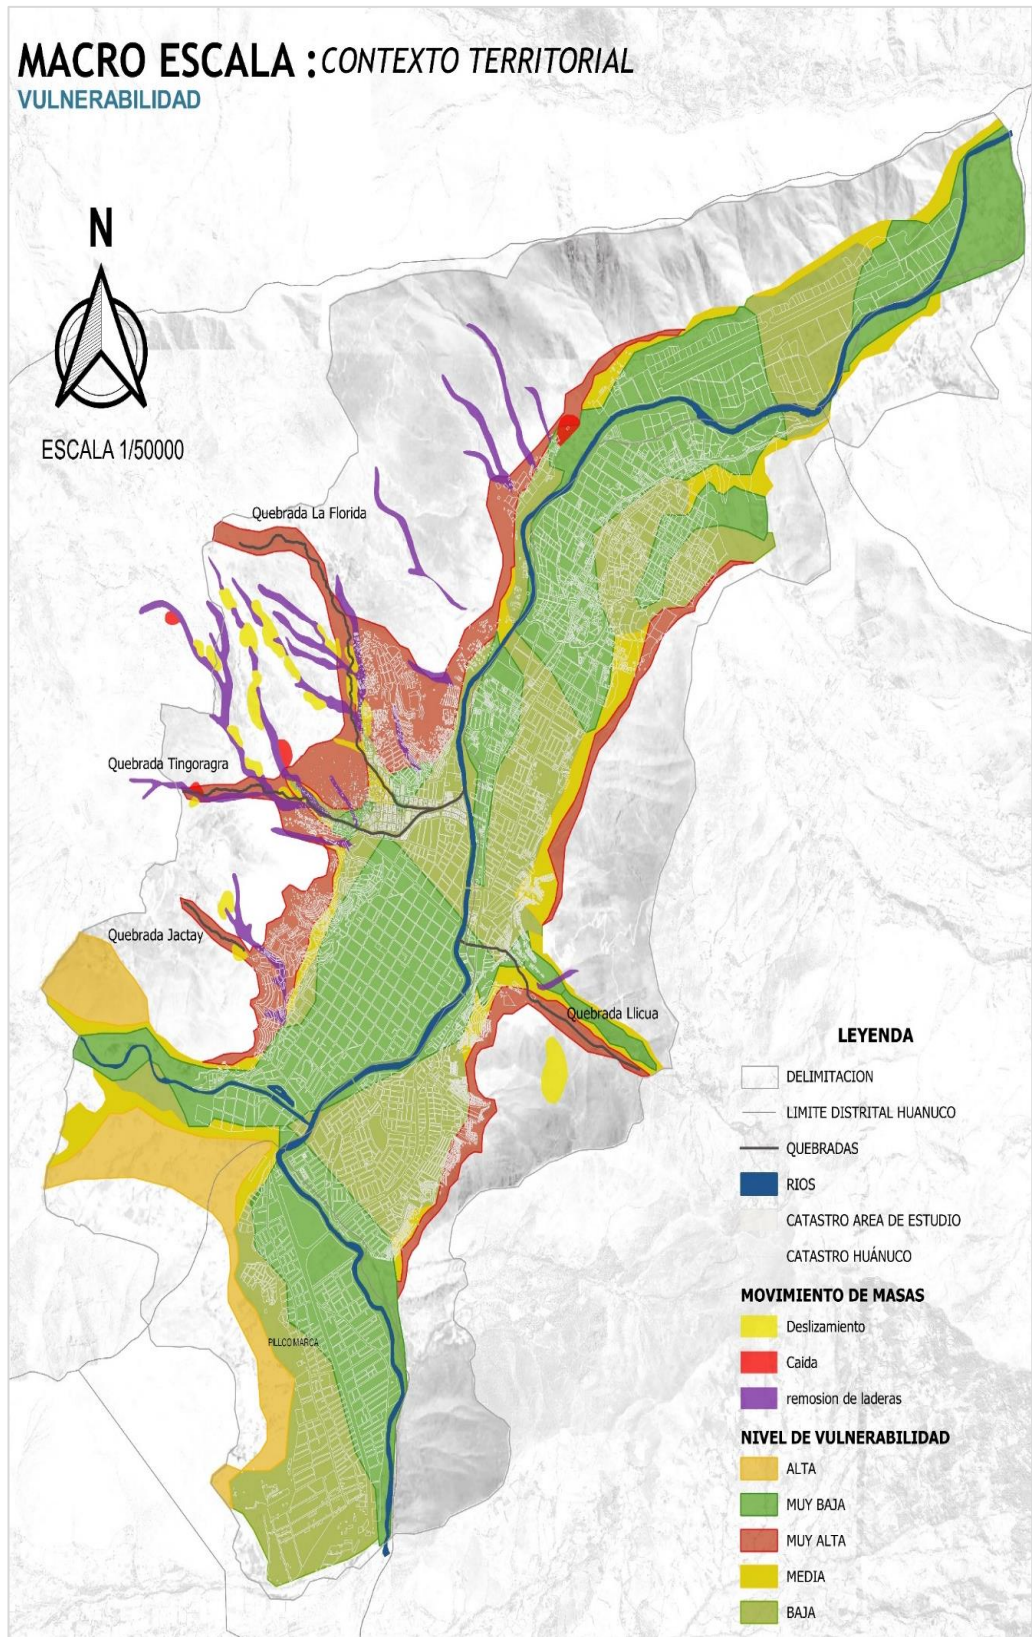 MACRO ESCALA : CONTEXTO TERRITORIAL
VULNERABILIDAD
N
ESCALA 1/50000
Quebrada La Florida
Quebrada Tingoragra
Quebrada Jactay
Quebrada Llicua
PILLCOMARCA
LEYENDA
DELIMITACION
LIMITE DISTRITAL HUANUCO
QUEBRADAS
RIOS
CATASTRO AREA DE ESTUDIO
CATASTRO HUÁNUCO
MOVIMIENTO DE MASAS
Deslizamiento
Caida
remosion de laderas
NIVEL DE VULNERABILIDAD
ALTA
MUY BAJA
MUY ALTA
MEDIA
BAJA